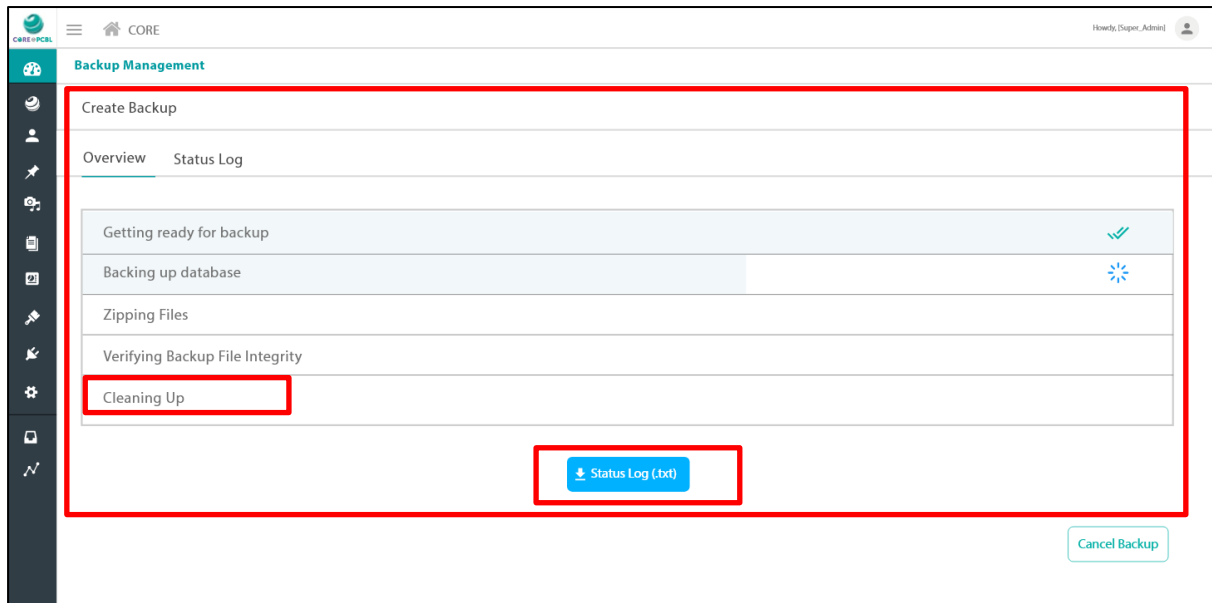 CORE PCBL
CORE
Howdy, [Super_Admin]
Backup Management
Create Backup
Overview Status Log
Getting ready for backup
Backing up database
Zipping Files
Verifying Backup File Integrity
Cleaning Up
Status Log (.txt)
Cancel Backup